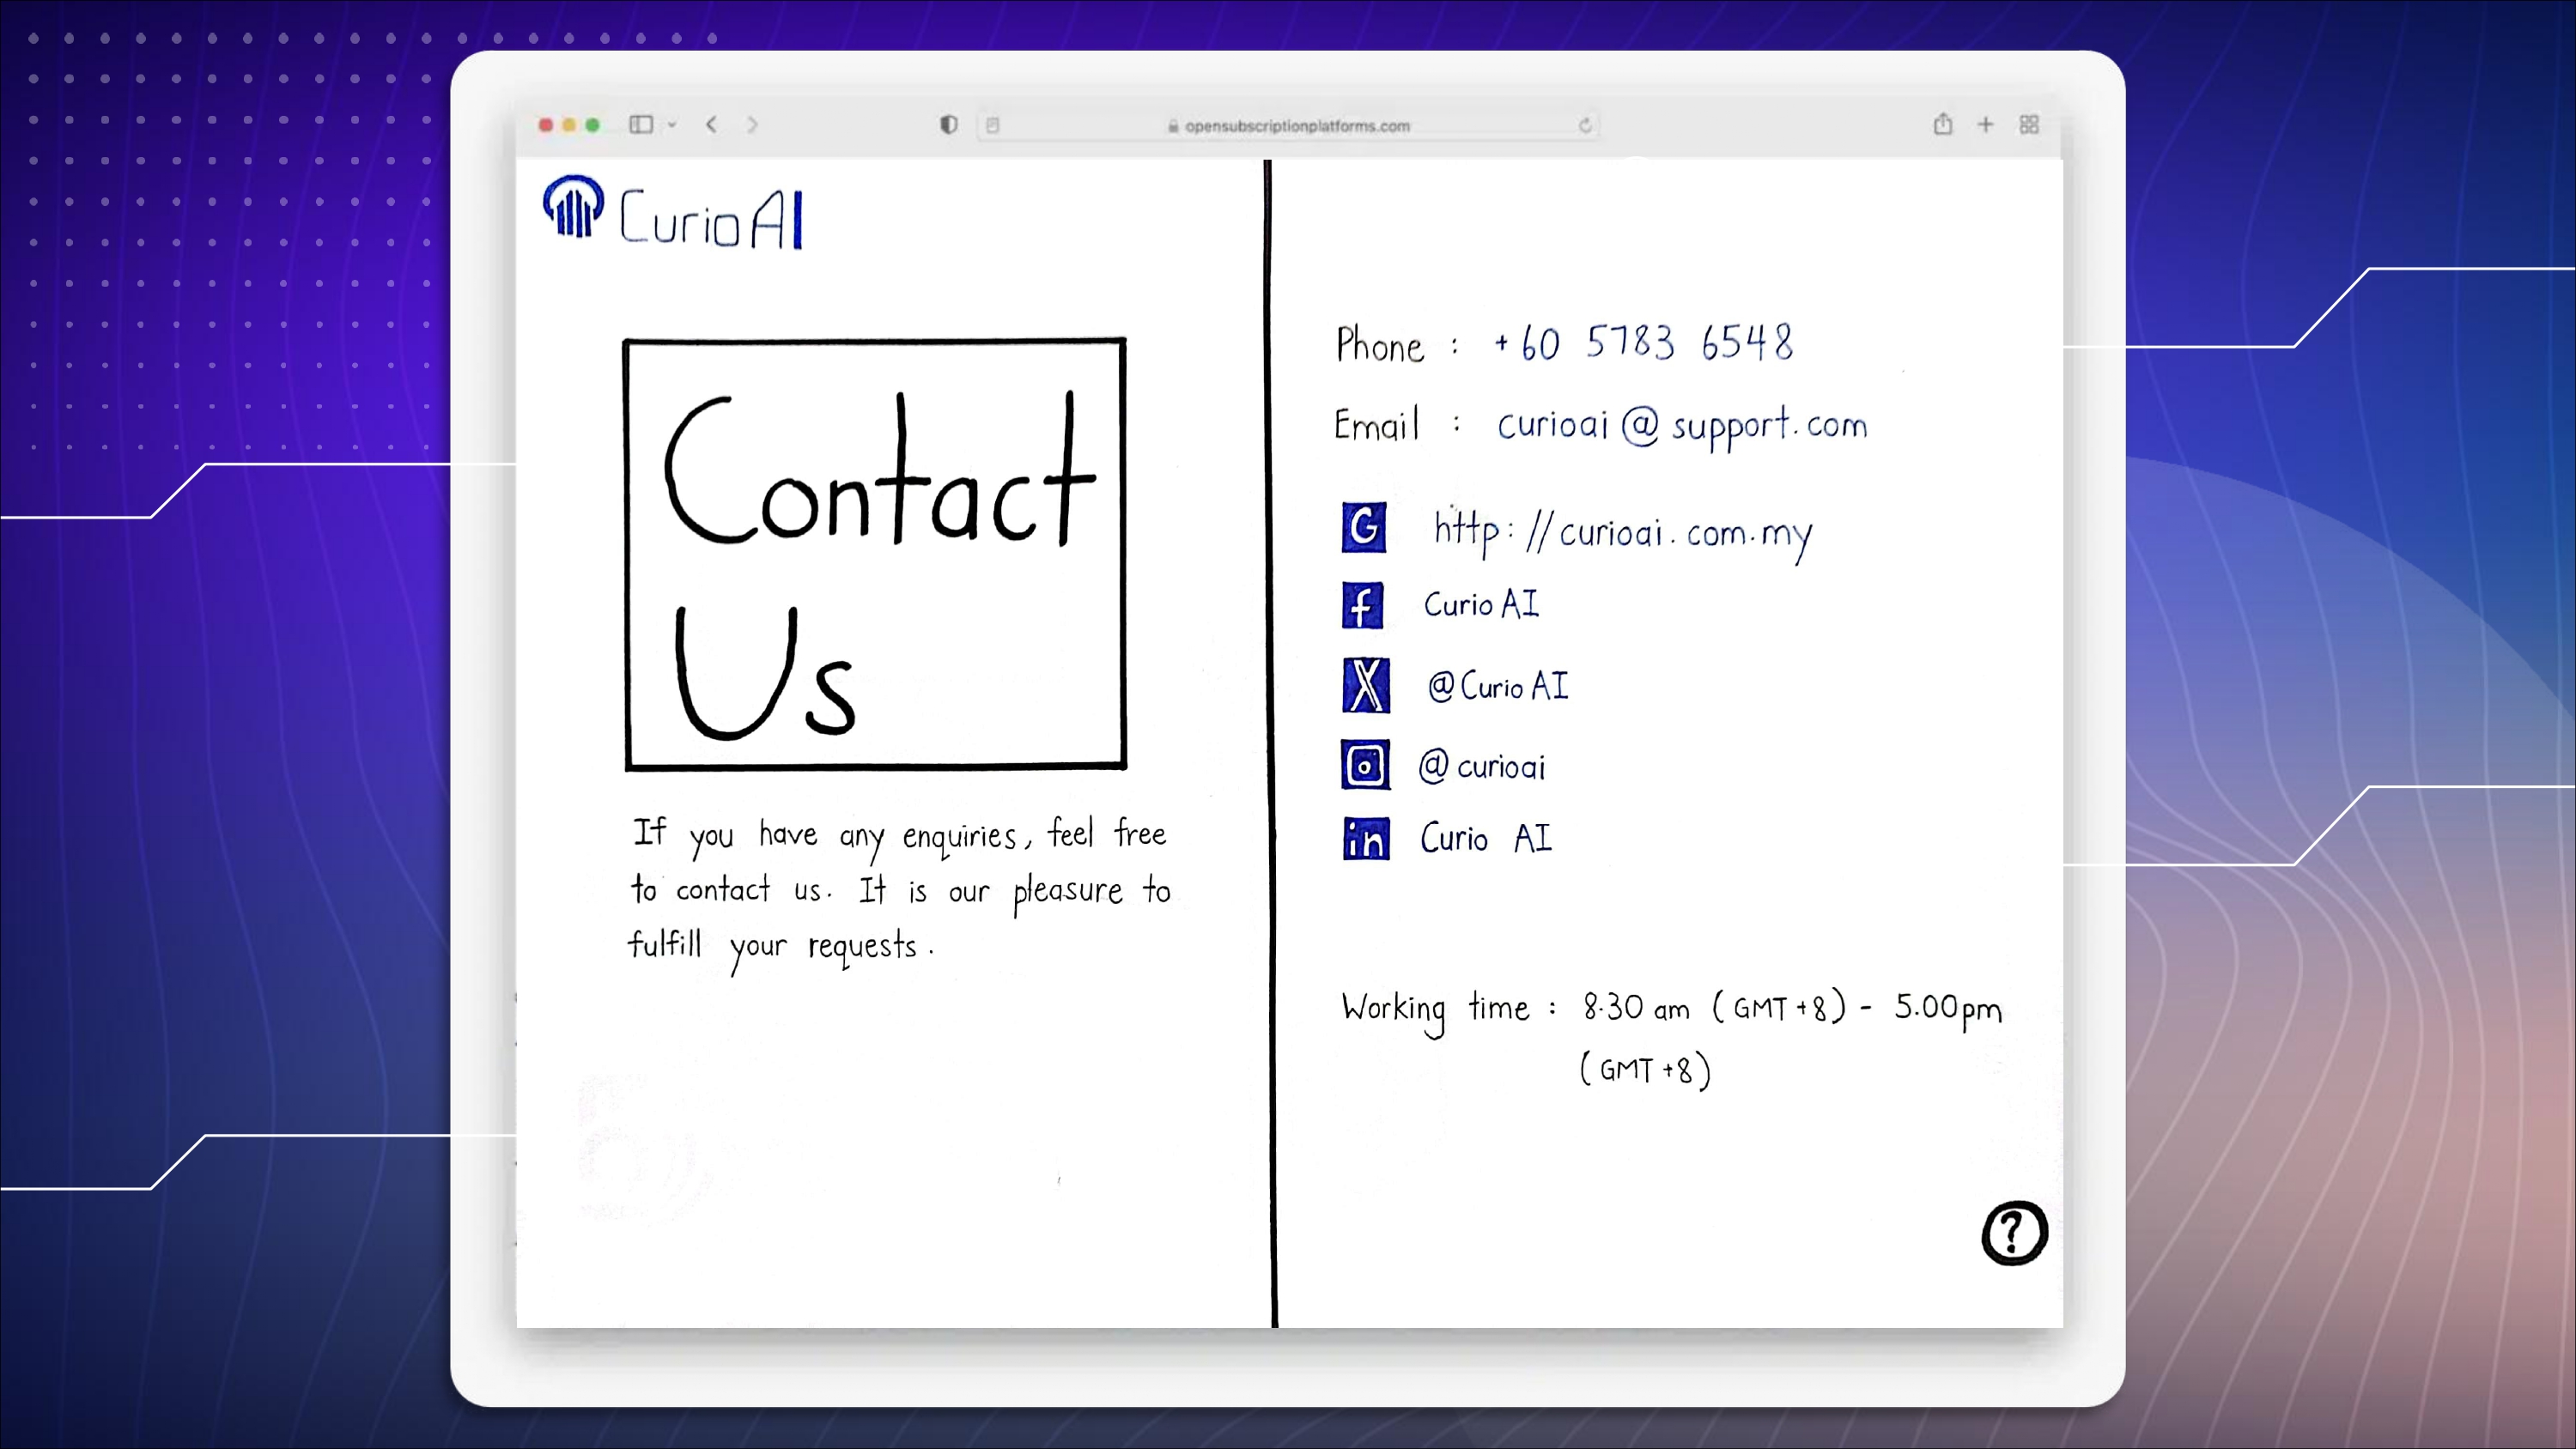 opensubscriptionplatforms.com
Curio AI
Contact
Us
If you have any enquiries, feel free
to contact us. It is our pleasure to
fulfill your requests.
Phone : +60 5783 6548
Email : curioai@support.com
G http://curioai.com.my
f Curio AI
X @Curio AI
@curioai
in Curio AI
Working time : 8.30 am (GMT +8) - 5.00pm
(GMT +8)
?